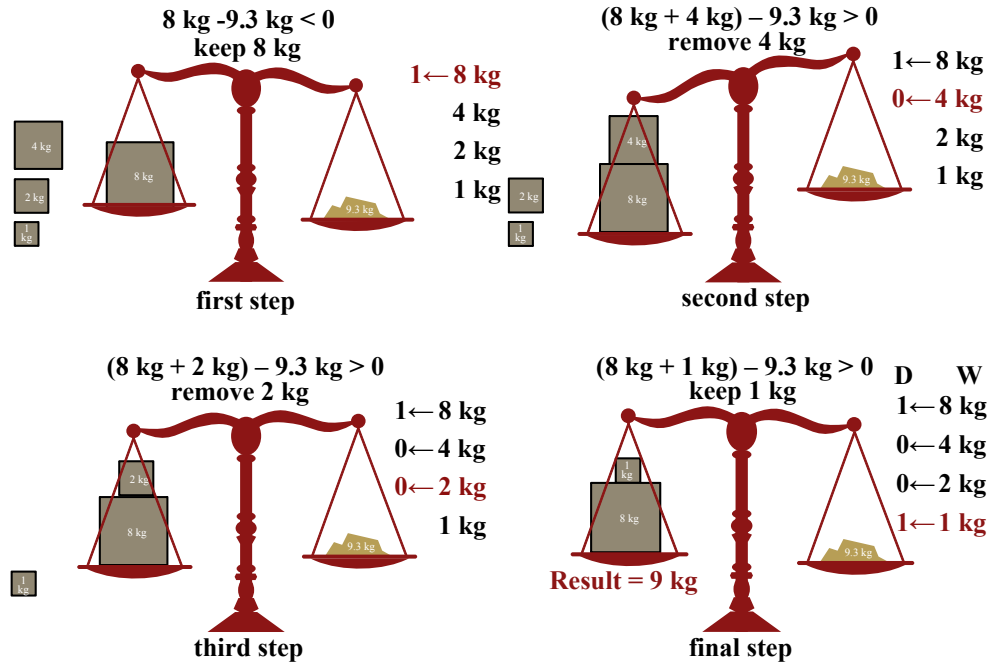 8 kg -9.3 kg < 0
keep 8 kg
1← 8 kg
4 kg
2 kg
1 kg
4 kg
2 kg
1
kg
8 kg
9.3 kg
first step
(8 kg + 4 kg) – 9.3 kg > 0
remove 4 kg
1← 8 kg
0← 4 kg
2 kg
1 kg
2 kg
1
kg
4 kg
8 kg
9.3 kg
second step
(8 kg + 2 kg) – 9.3 kg > 0
remove 2 kg
1← 8 kg
0← 4 kg
0← 2 kg
1 kg
1
kg
2 kg
8 kg
9.3 kg
third step
(8 kg + 1 kg) – 9.3 kg > 0
keep 1 kg
D W
1← 8 kg
0← 4 kg
0← 2 kg
1← 1 kg
1
kg
8 kg
9.3 kg
Result = 9 kg
final step